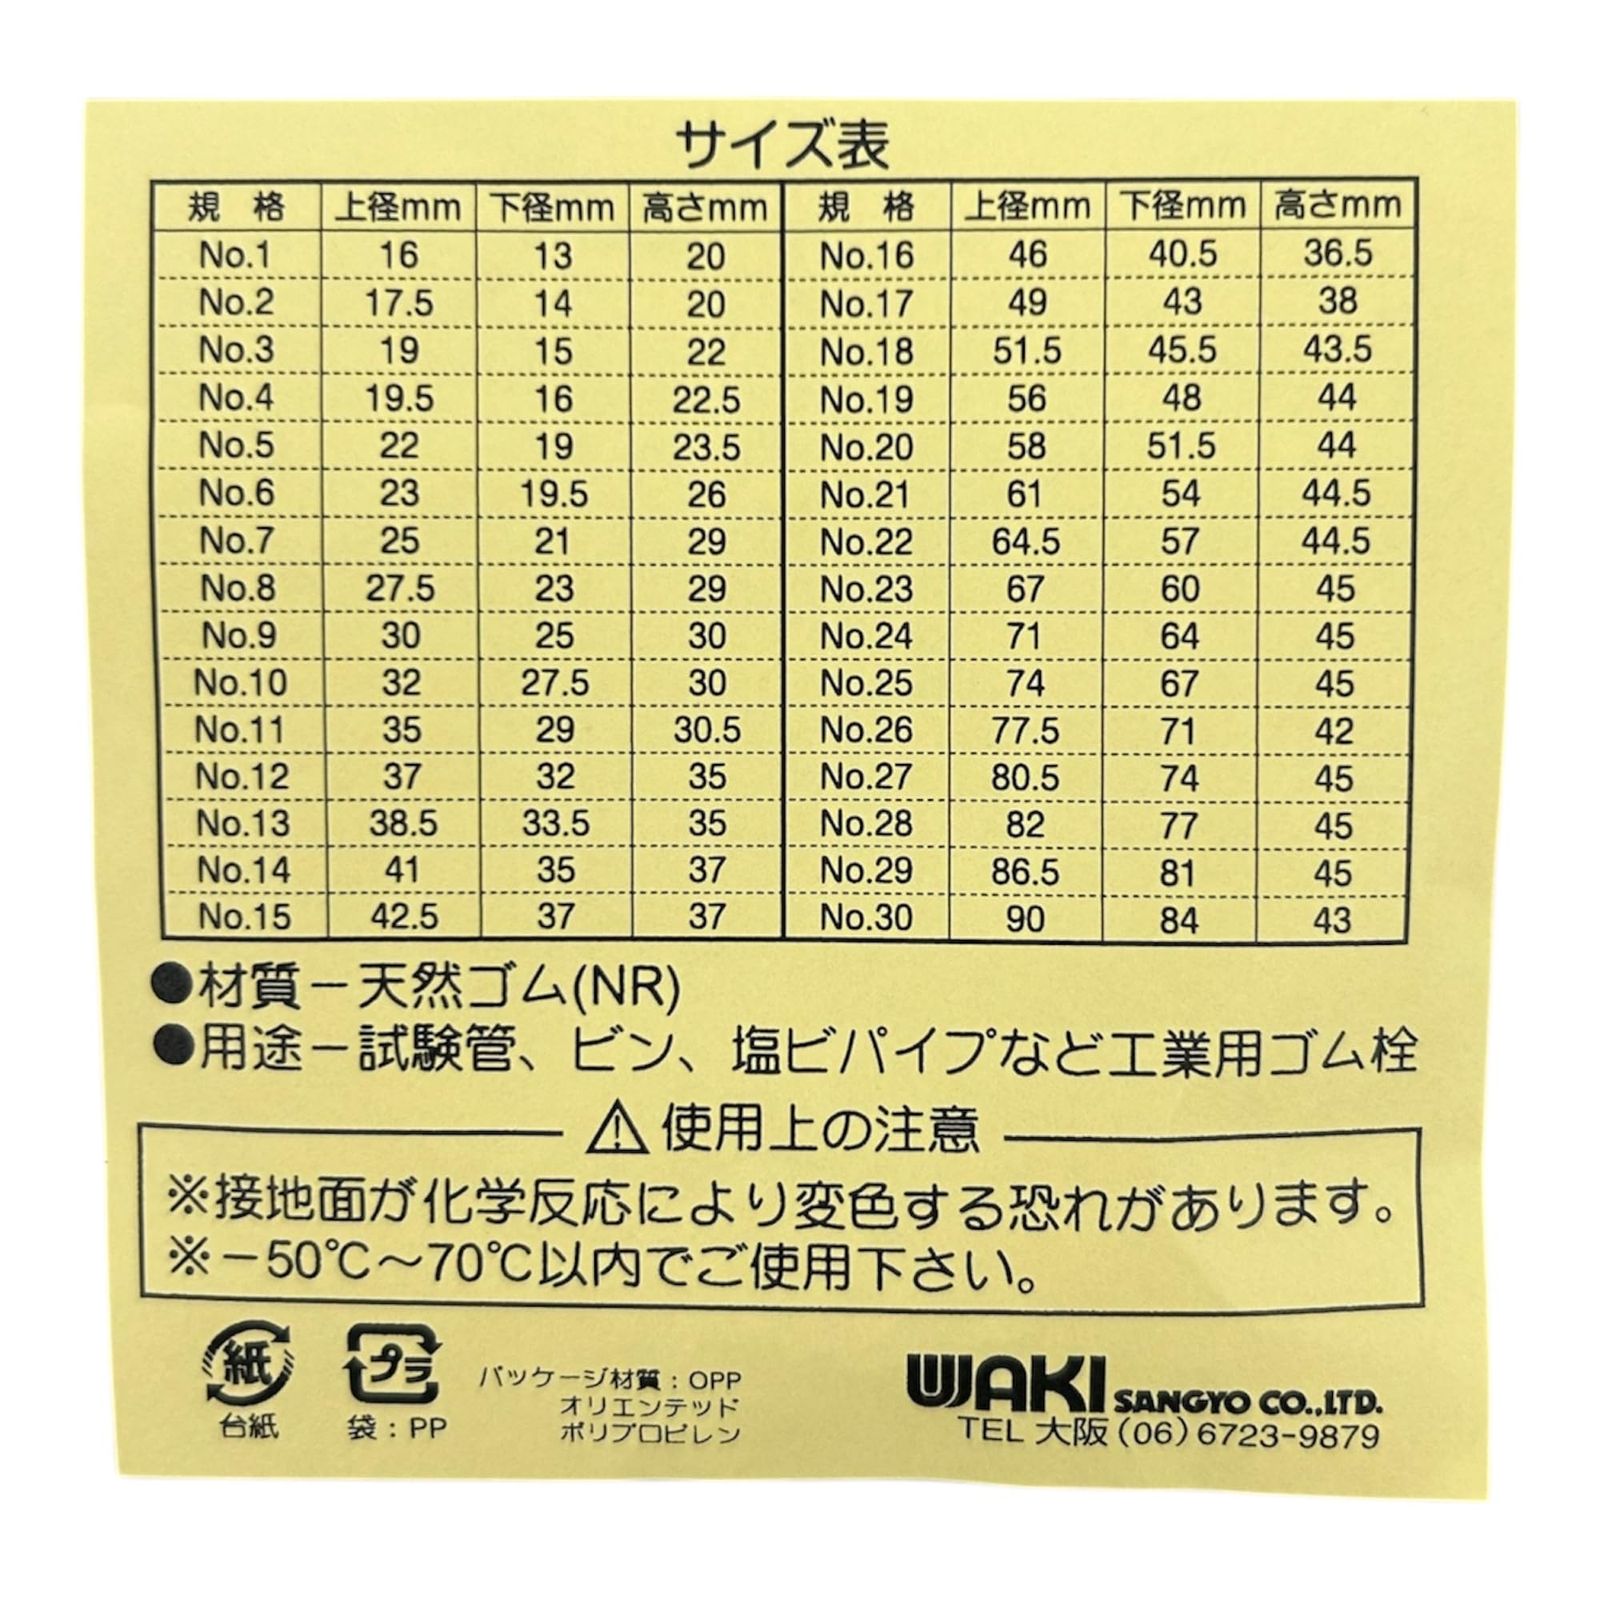 サイズ表
規 格 上径mm 下径mm 高さmm 規 格 上径mm 下径mm 高さmm
No.1 16 13 20 No.16 46 40.5 36.5
No.2 17.5 14 20 No.17 49 43 38
No.3 19 15 22 No.18 51.5 45.5 43.5
No.4 19.5 16 22.5 No.19 56 48 44
No.5 22 19 23.5 No.20 58 51.5 44
No.6 23 19.5 26 No.21 61 54 44.5
No.7 25 21 29 No.22 64.5 57 44.5
No.8 27.5 23 29 No.23 67 60 45
No.9 30 25 30 No.24 71 64 45
No.10 32 27.5 30 No.25 74 67 45
No.11 35 29 30.5 No.26 77.5 71 42
No.12 37 32 35 No.27 80.5 74 45
No.13 38.5 33.5 35 No.28 82 77 45
No.14 41 35 37 No.29 86.5 81 45
No.15 42.5 37 37 No.30 90 84 43
●材質－天然ゴム(NR)
●用途－試験管、ビン、塩ビパイプなど工業用ゴム栓
⚠使用上の注意
※接地面が化学反応により変色する恐れがあります。
※－50℃～70℃以内でご使用下さい。
紙
台紙
プラ
袋：PP
パッケージ材質：OPP
オリエンテッド
ポリプロピレン
WAKI SANGYO CO.,LTD.
TEL 大阪(06)6723-9879